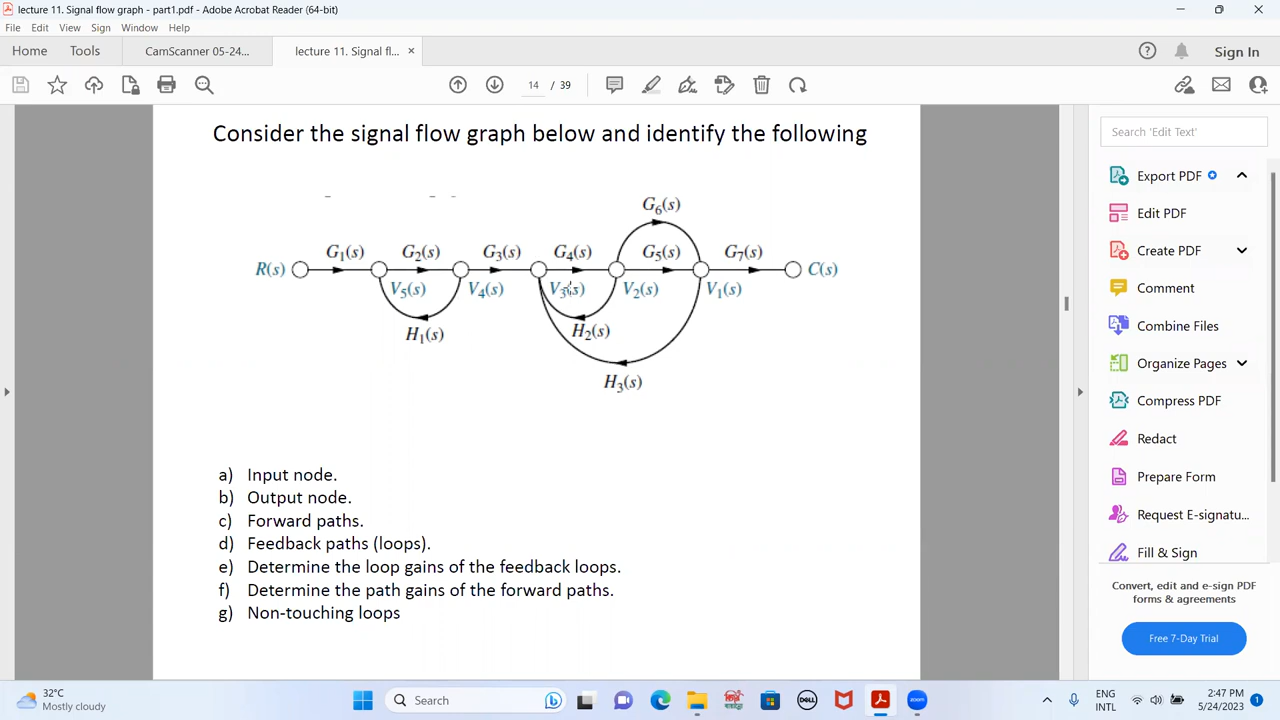 lecture 11. Signal flow graph - part1.pdf - Adobe Acrobat Reader (64-bit)
File Edit View Sign Window Help
Home Tools CamScanner 05-24... lecture 11. Signal fl... × Sign In
14 / 39
Consider the signal flow graph below and identify the following
G6(s)
G1(s) G2(s) G3(s) G4(s) G5(s) G7(s)
R(s) C(s)
V5(s) V4(s) V3(s) V2(s) V1(s)
H1(s) H2(s)
H3(s)
a) Input node.
b) Output node.
c) Forward paths.
d) Feedback paths (loops).
e) Determine the loop gains of the feedback loops.
f) Determine the path gains of the forward paths.
g) Non-touching loops
Search 'Edit Text'
Export PDF
Edit PDF
Create PDF
Comment
Combine Files
Organize Pages
Compress PDF
Redact
Prepare Form
Request E-signatu...
Fill & Sign
Convert, edit and e-sign PDF
forms & agreements
Free 7-Day Trial
32°C
Mostly cloudy
Search
DELL
zoom
ENG
INTL
2:47 PM
5/24/2023
1